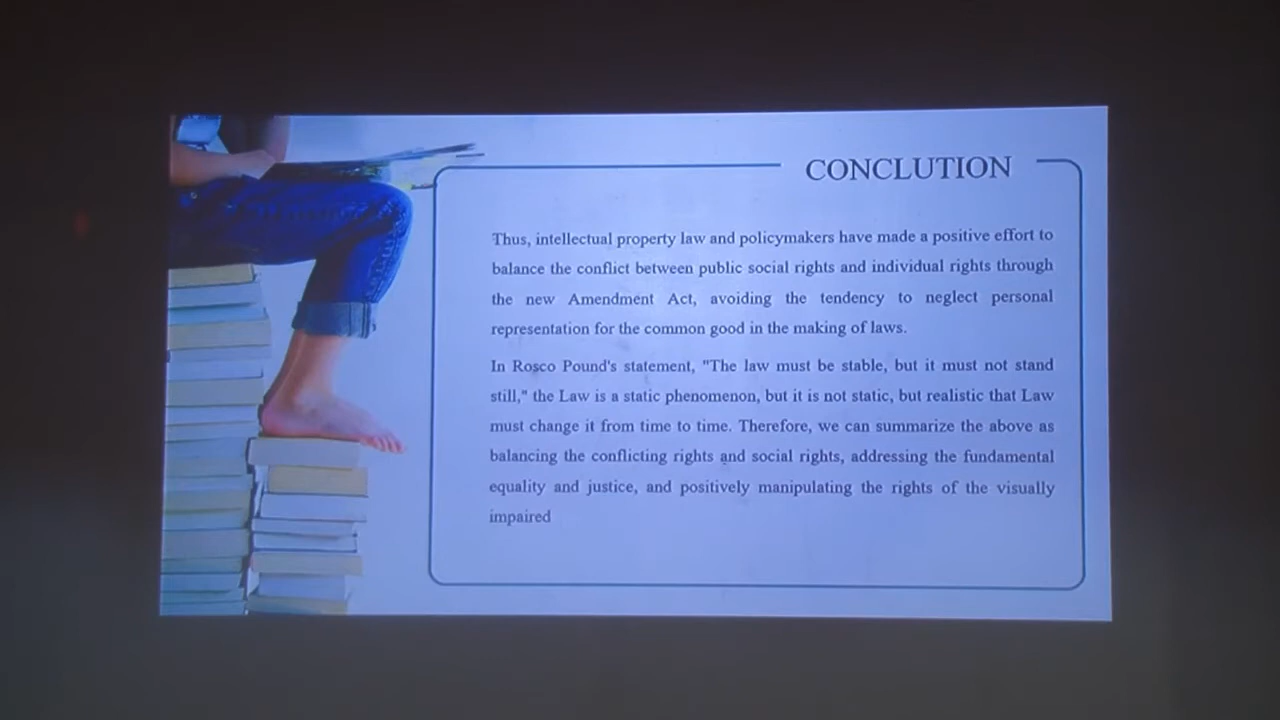 CONCLUTION
Thus, intellectual property law and policymakers have made a positive effort to
balance the conflict between public social rights and individual rights through
the new Amendment Act, avoiding the tendency to neglect personal
representation for the common good in the making of laws.
In Rosco Pound's statement, "The law must be stable, but it must not stand
still," the Law is a static phenomenon, but it is not static, but realistic that Law
must change it from time to time. Therefore, we can summarize the above as
balancing the conflicting rights and social rights, addressing the fundamental
equality and justice, and positively manipulating the rights of the visually
impaired